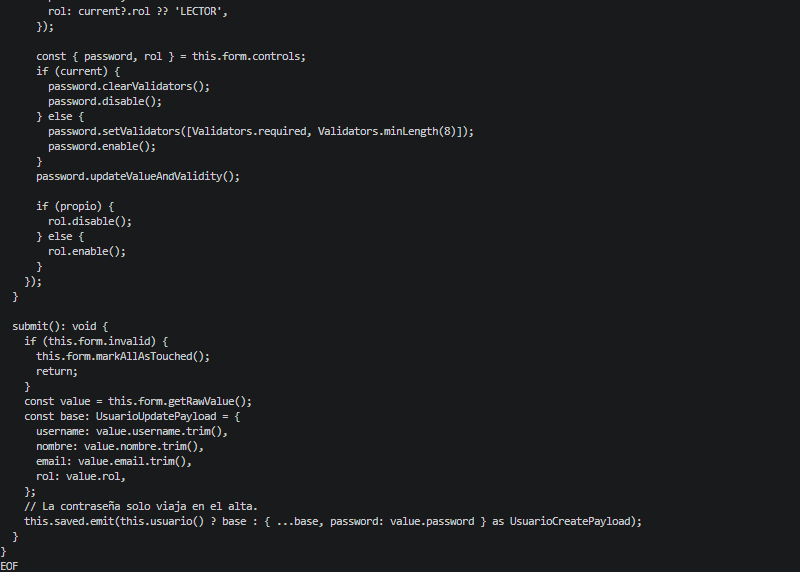 rol: current?.rol ?? 'LECTOR',
});
const { password, rol } = this.form.controls;
if (current) {
password.clearValidators();
password.disable();
} else {
password.setValidators([Validators.required, Validators.minLength(8)]);
password.enable();
}
password.updateValueAndValidity();
if (propio) {
rol.disable();
} else {
rol.enable();
}
});
}
submit(): void {
if (this.form.invalid) {
this.form.markAllAsTouched();
return;
}
const value = this.form.getRawValue();
const base: UsuarioUpdatePayload = {
username: value.username.trim(),
nombre: value.nombre.trim(),
email: value.email.trim(),
rol: value.rol,
};
// La contraseña solo viaja en el alta.
this.saved.emit(this.usuario() ? base : { ...base, password: value.password } as UsuarioCreatePayload);
}
}
EOF